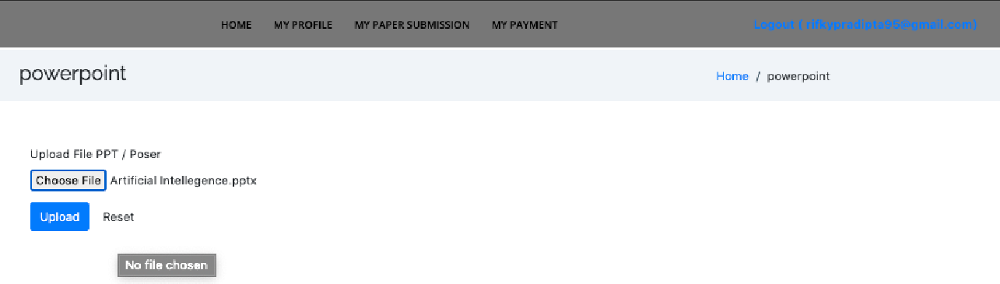 HOME MY PROFILE MY PAPER SUBMISSION MY PAYMENT Logout ( rifkypradipta95@gmail.com)
powerpoint Home / powerpoint
Upload File PPT / Poser
Choose File Artificial Intellegence.pptx
Upload Reset
No file chosen